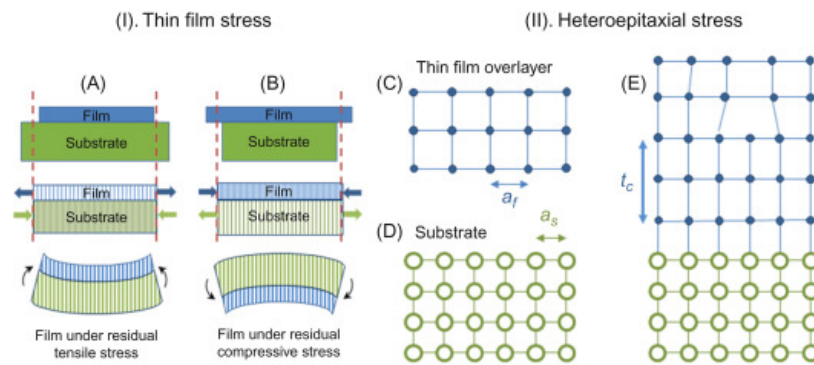 (I). Thin film stress
(II). Heteroepitaxial stress
(A)
(B)
Film
Substrate
Film
Substrate
Film
Substrate
Film
Substrate
Film under residual
tensile stress
Film under residual
compressive stress
(C)
Thin film overlayer
a_f
(D)
Substrate
a_s
(E)
t_c